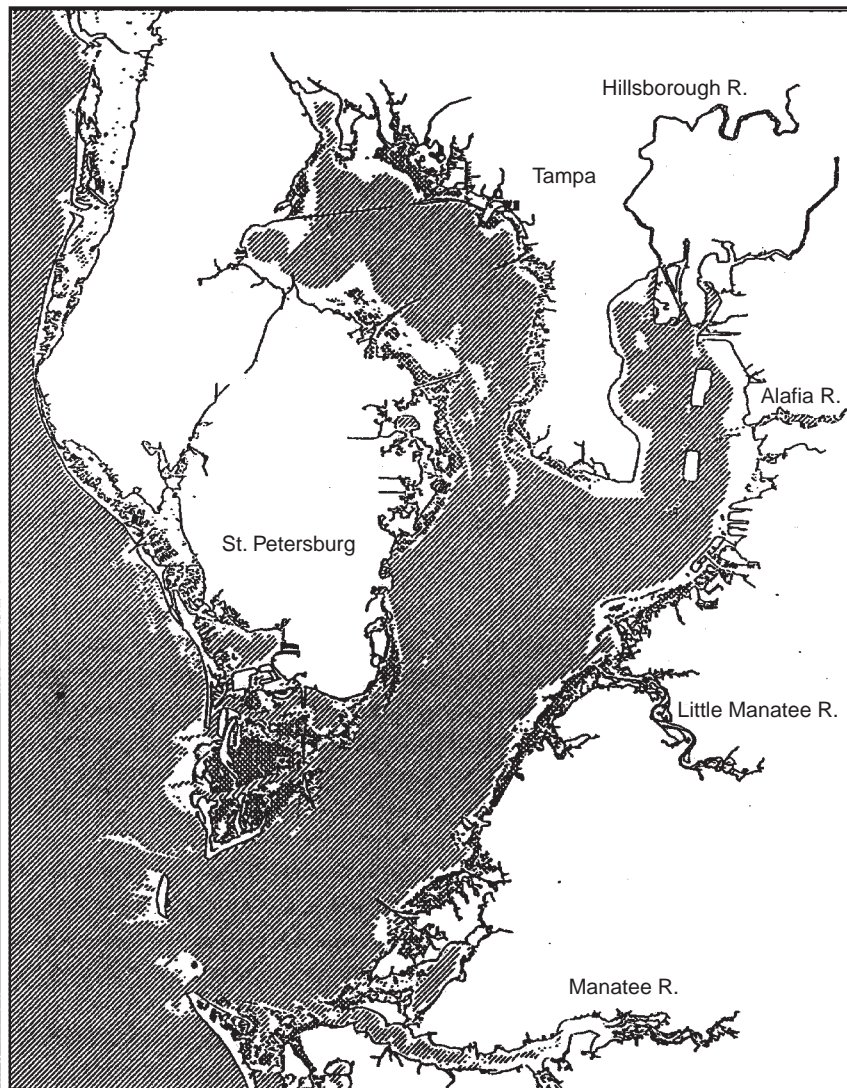 Hillsborough R.
Tampa
Alafia R.
St. Petersburg
Little Manatee R.
Manatee R.